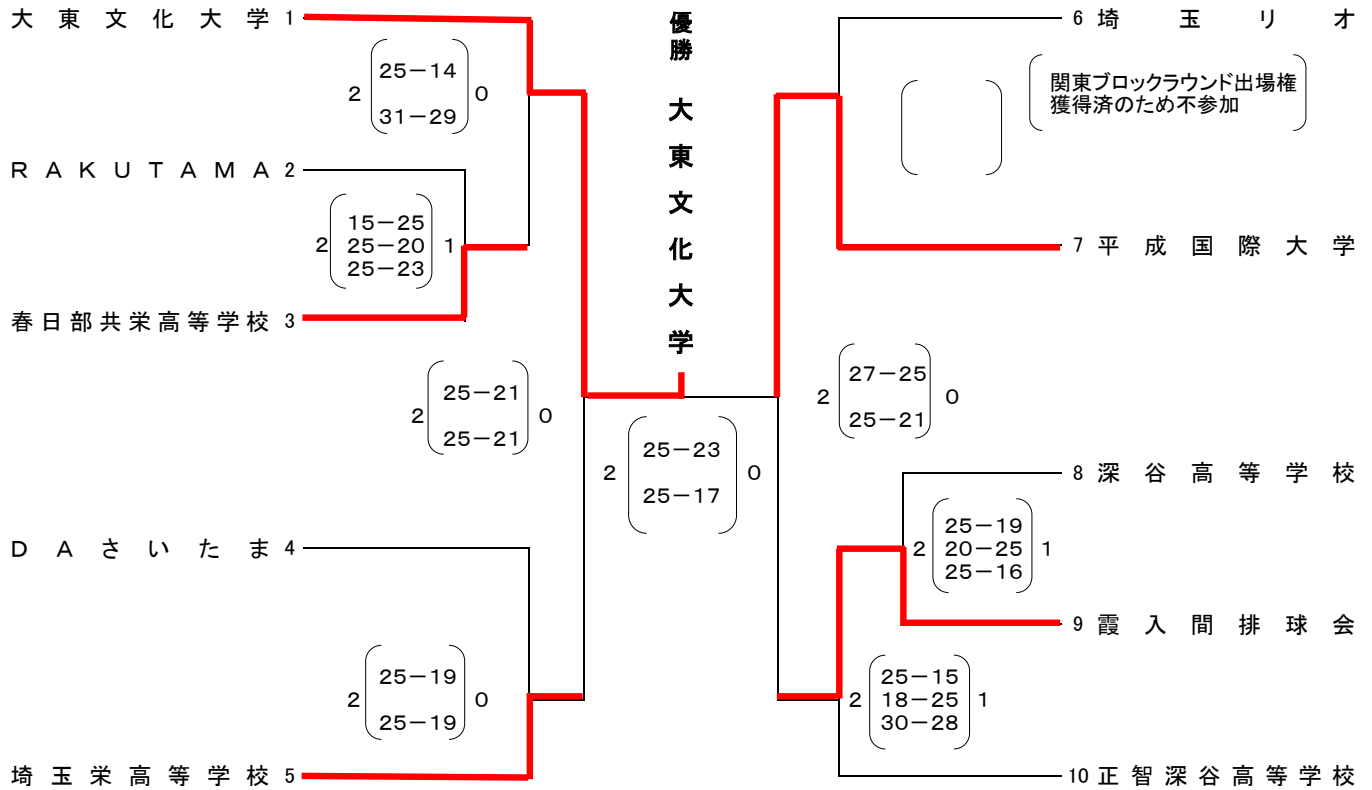 大東文化大学 1
2
25－14
31－29
0
RAKUTAMA 2
2
15－25
25－20
25－23
1
春日部共栄高等学校 3
2
25－21
25－21
0
DAさいたま 4
2
25－19
25－19
0
埼玉栄高等学校 5
優勝 大東文化大学
2
25－23
25－17
0
6 埼玉リオ
関東ブロックラウンド出場権
獲得済のため不参加
7 平成国際大学
2
27－25
25－21
0
8 深谷高等学校
2
25－19
20－25
25－16
1
9 霞入間排球会
2
25－15
18－25
30－28
1
10 正智深谷高等学校